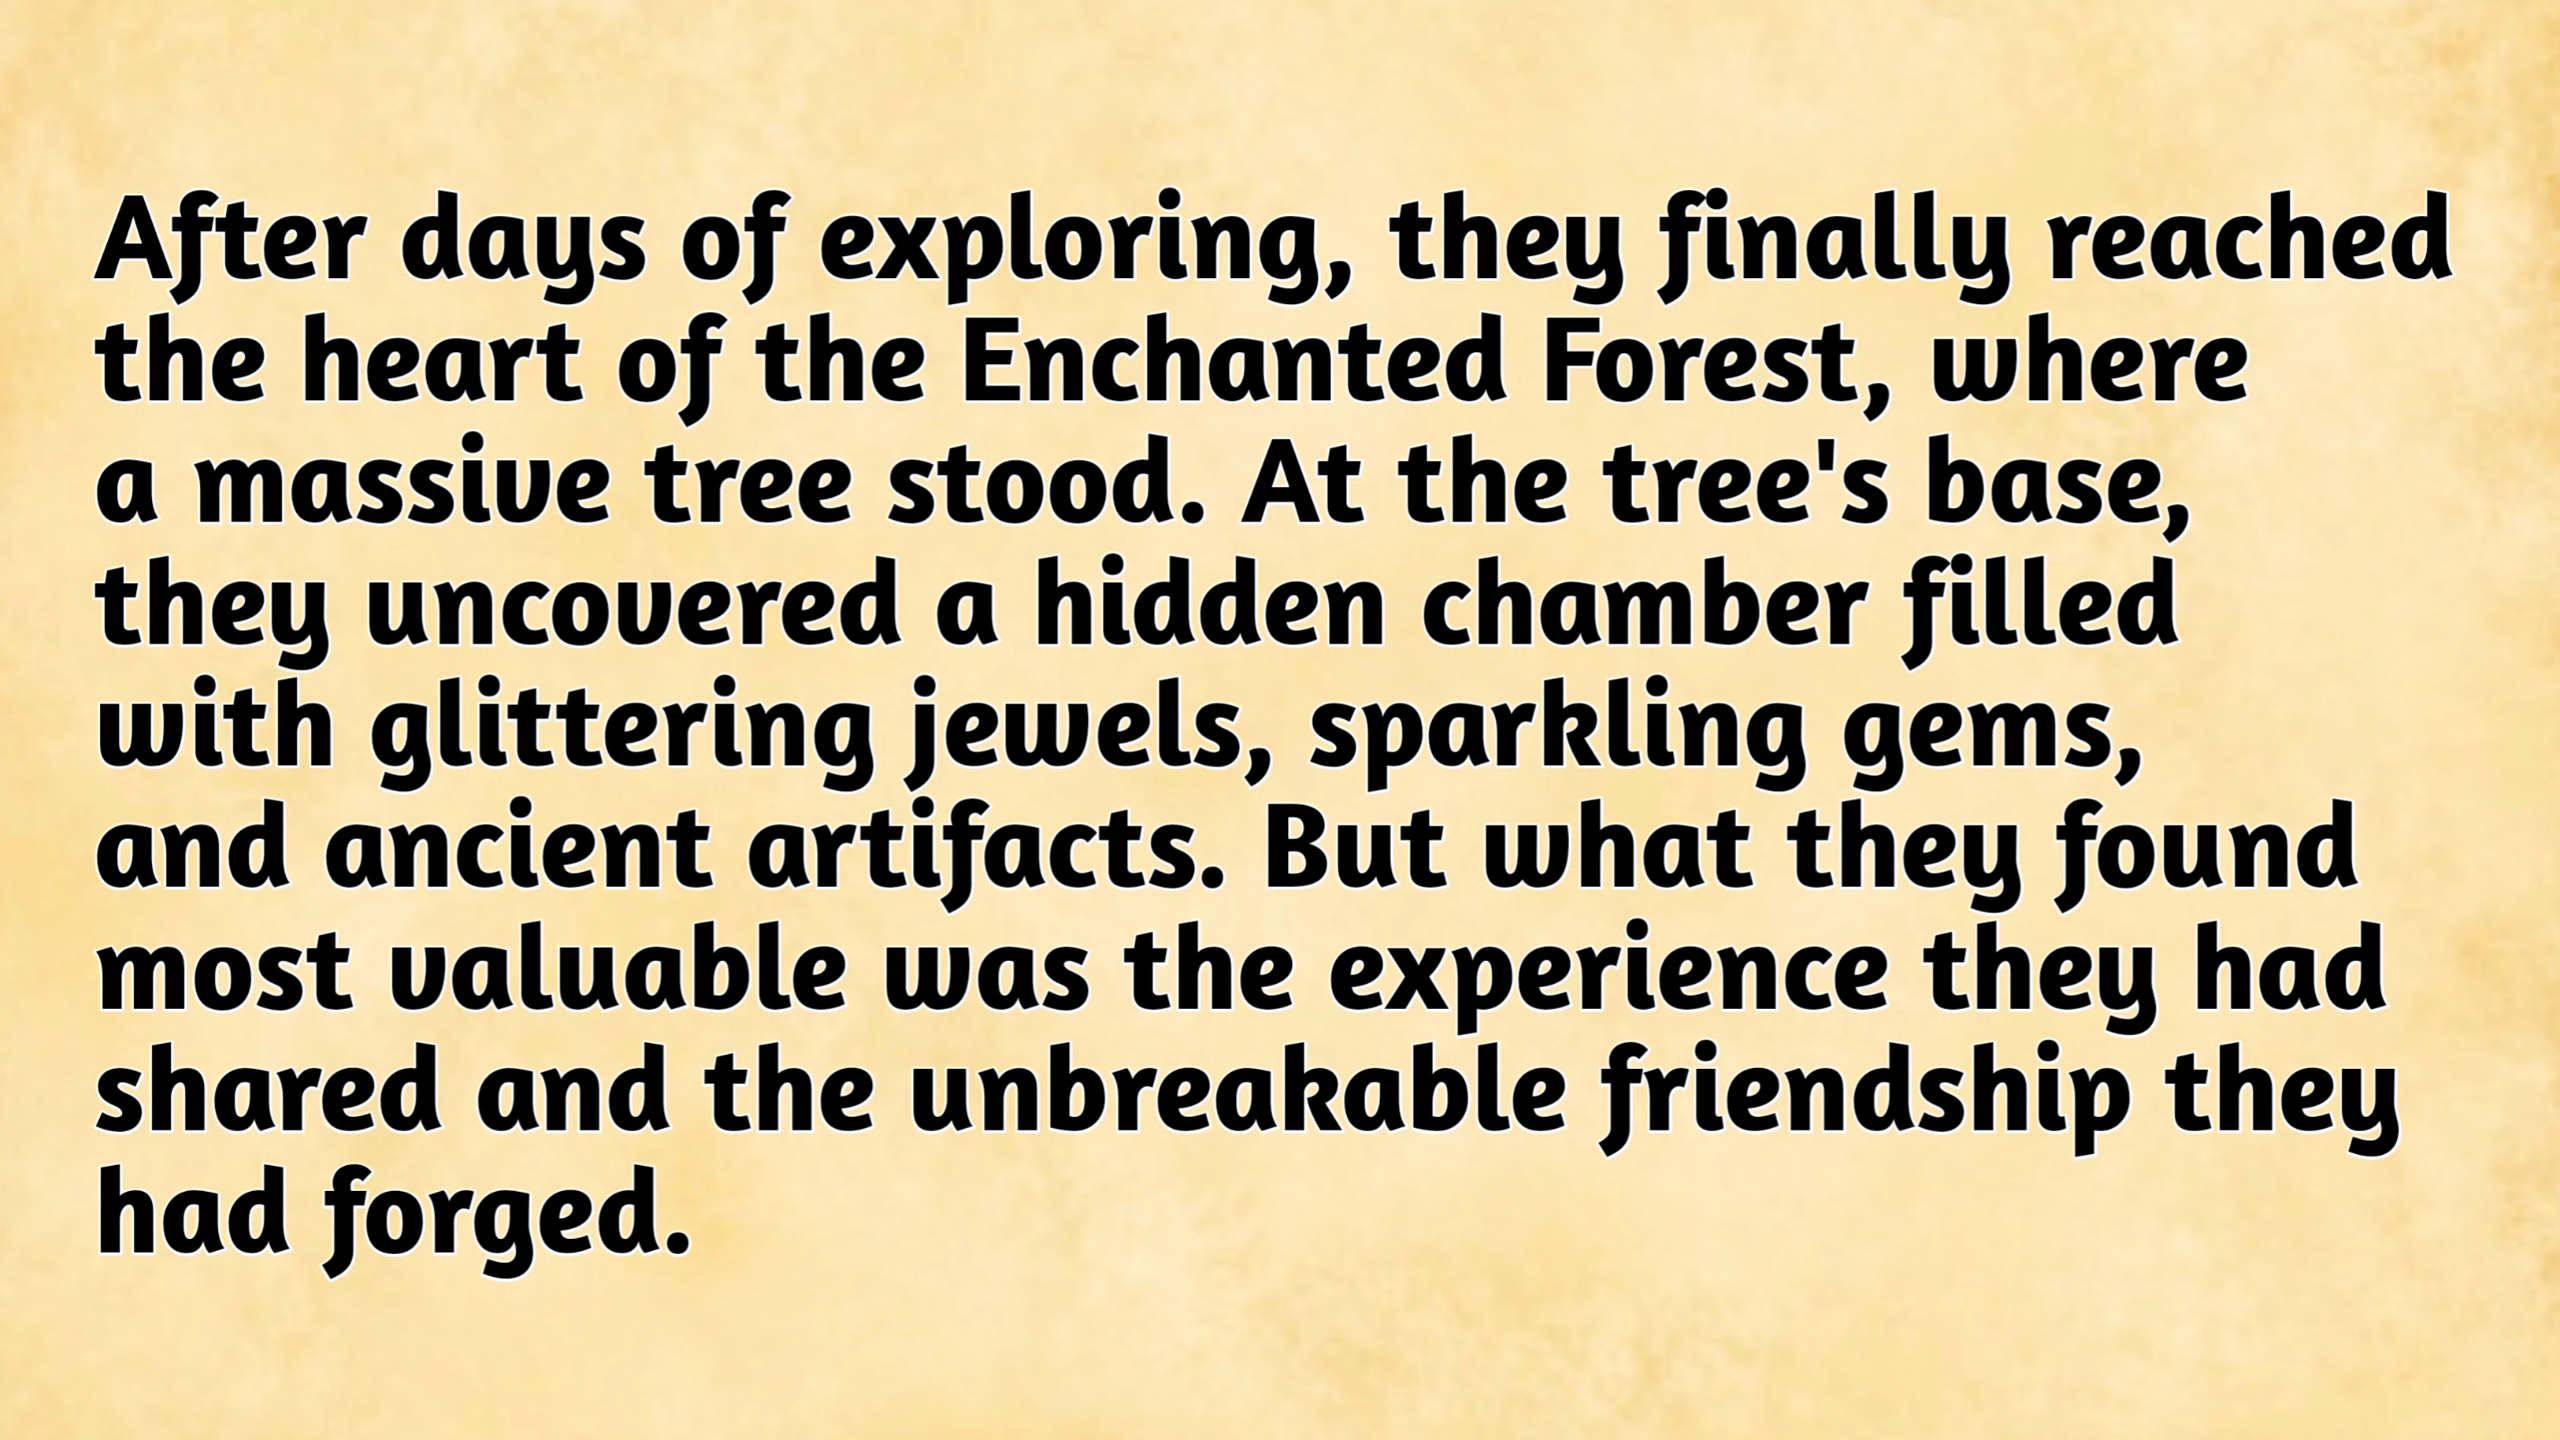 After days of exploring, they finally reached
the heart of the Enchanted Forest, where
a massive tree stood. At the tree's base,
they uncovered a hidden chamber filled
with glittering jewels, sparkling gems,
and ancient artifacts. But what they found
most valuable was the experience they had
shared and the unbreakable friendship they
had forged.